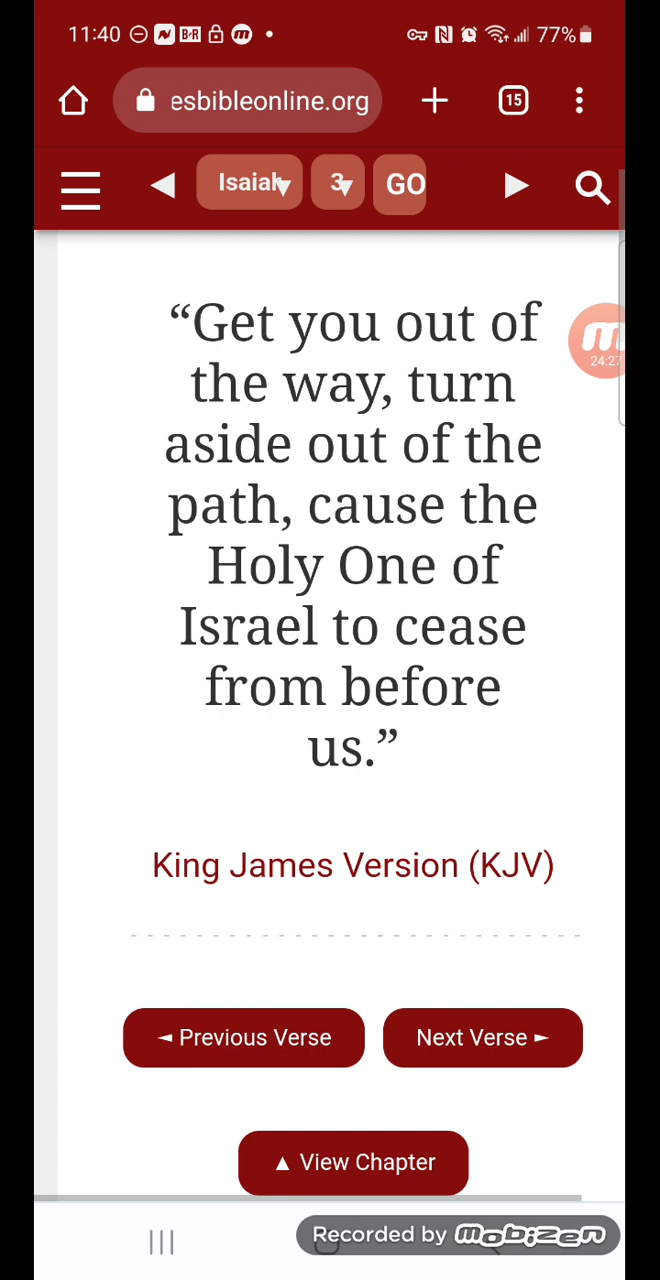 11:40 77%
esbibleonline.org 15
Isaiah 3 GO
“Get you out of
the way, turn
aside out of the
path, cause the
Holy One of
Israel to cease
from before
us.”
m
24:27
King James Version (KJV)
◄ Previous Verse Next Verse ►
▲ View Chapter
Recorded by mobizen